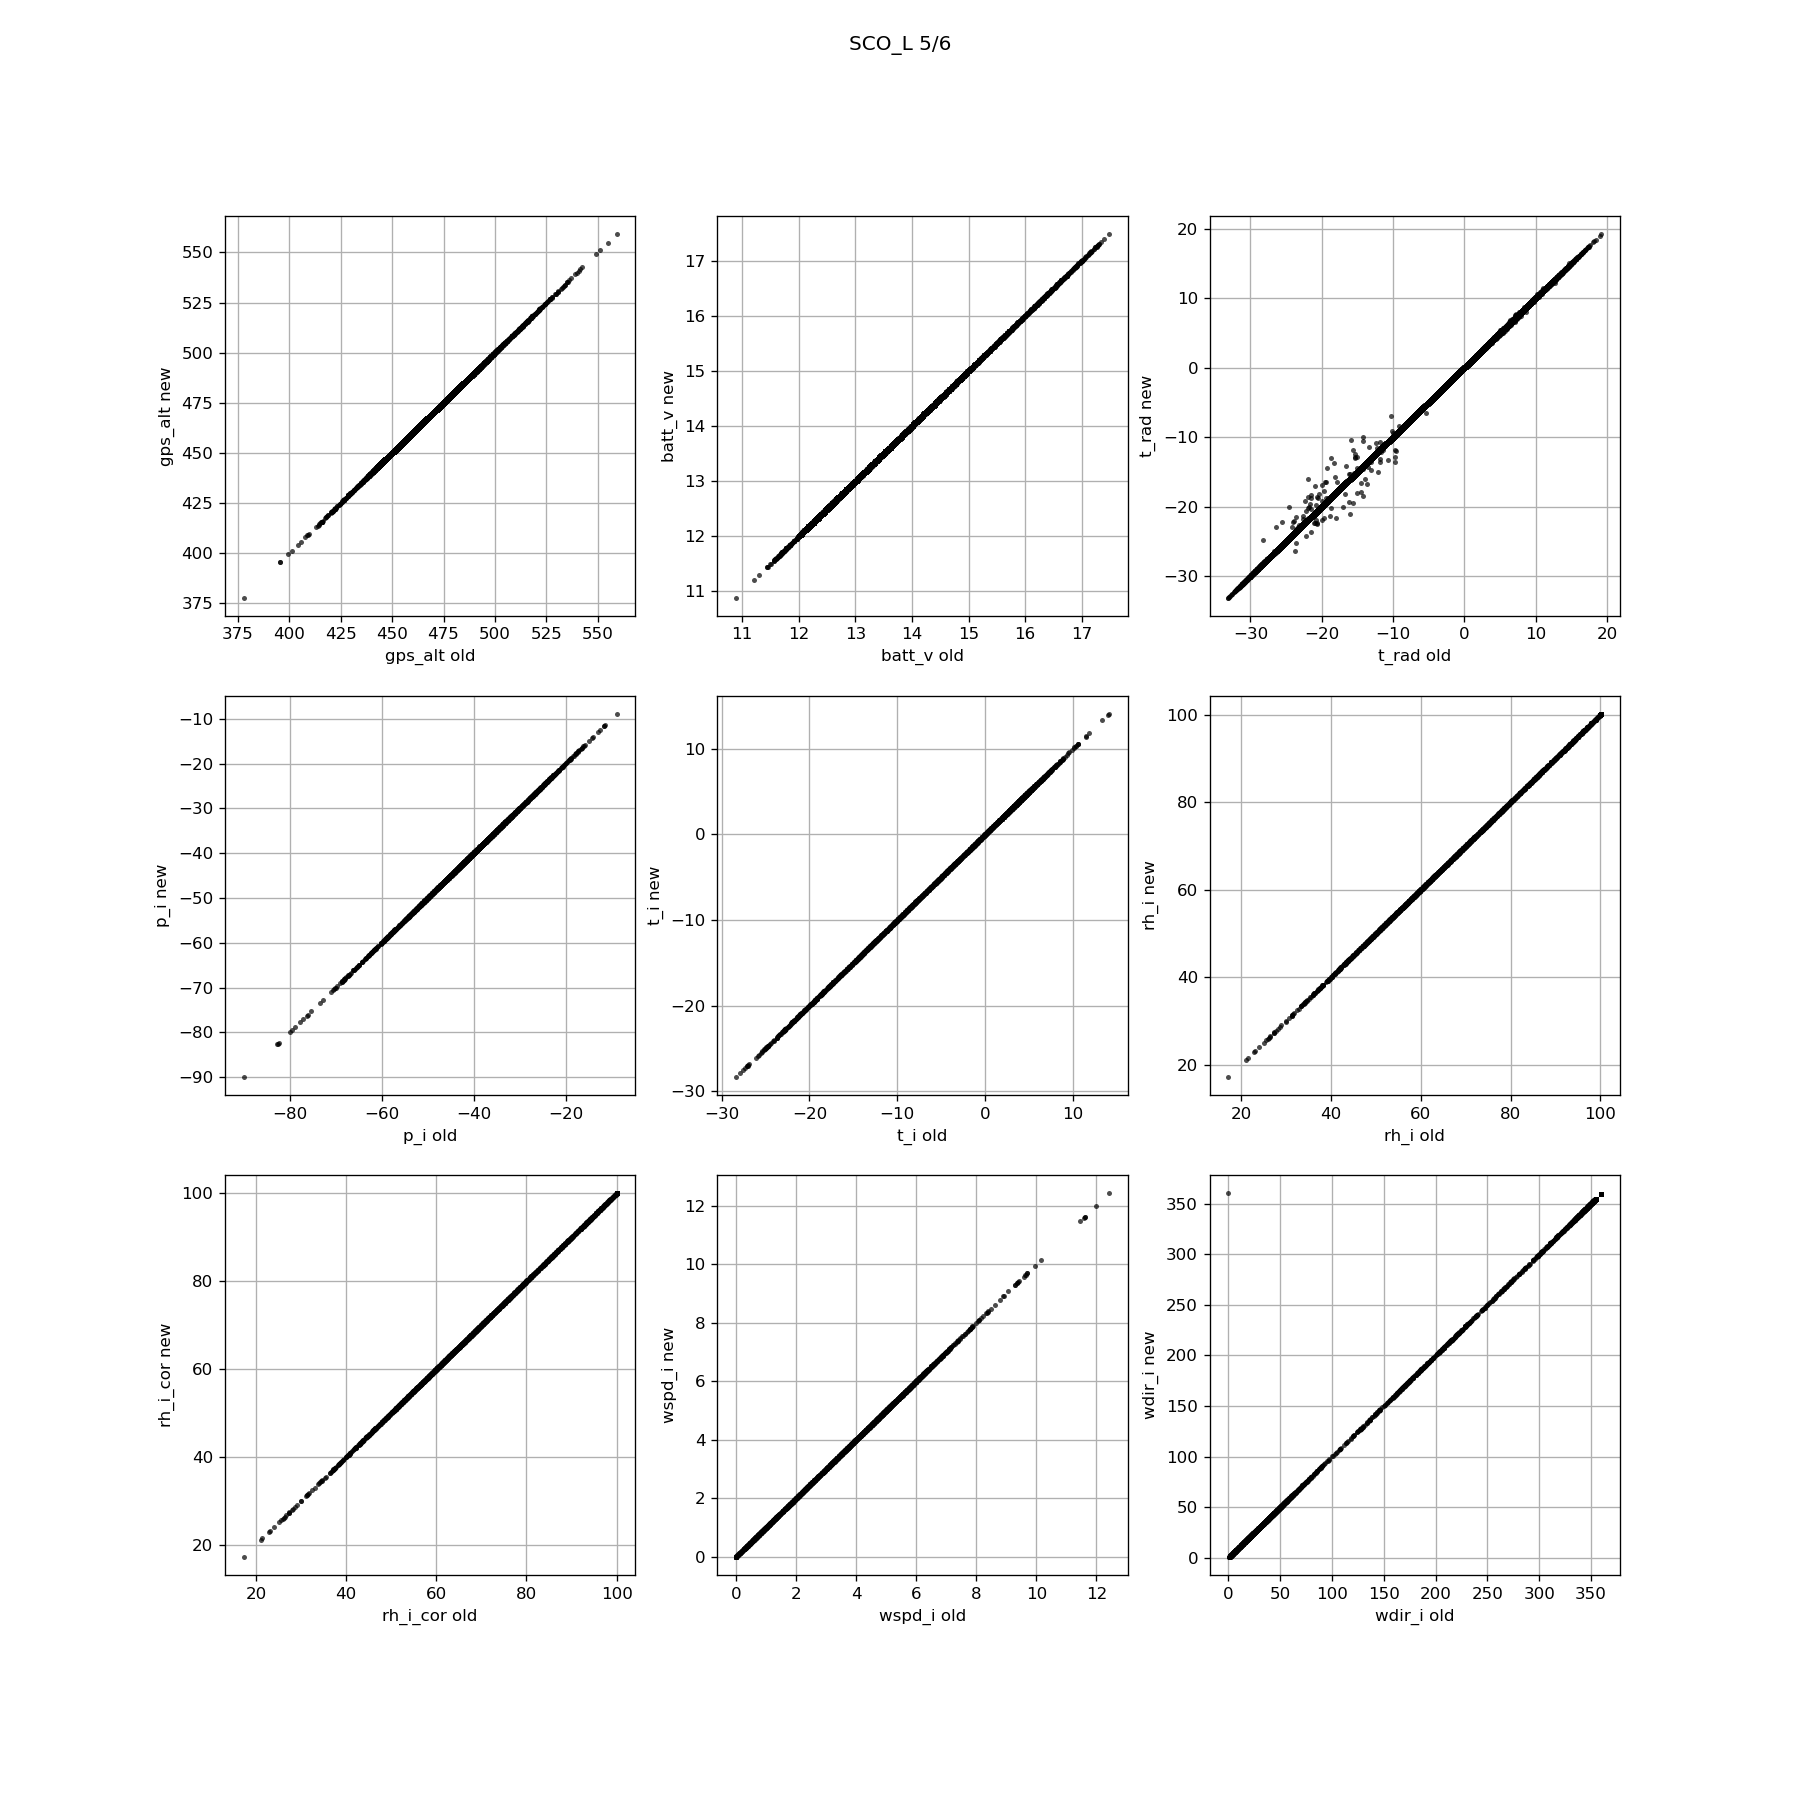 SCO_L 5/6
550
525
500
475
450
425
400
375
gps_alt new
375 400 425 450 475 500 525 550
gps_alt old
17
16
15
14
13
12
11
batt_v new
11 12 13 14 15 16 17
batt_v old
20
10
0
−10
−20
−30
t_rad new
−30 −20 −10 0 10 20
t_rad old
−10
−20
−30
−40
−50
−60
−70
−80
−90
p_i new
−80 −60 −40 −20
p_i old
10
0
−10
−20
−30
t_i new
−30 −20 −10 0 10
t_i old
100
80
60
40
20
rh_i new
20 40 60 80 100
rh_i old
100
80
60
40
20
rh_i_cor new
20 40 60 80 100
rh_i_cor old
12
10
8
6
4
2
0
wspd_i new
0 2 4 6 8 10 12
wspd_i old
350
300
250
200
150
100
50
0
wdir_i new
0 50 100 150 200 250 300 350
wdir_i old